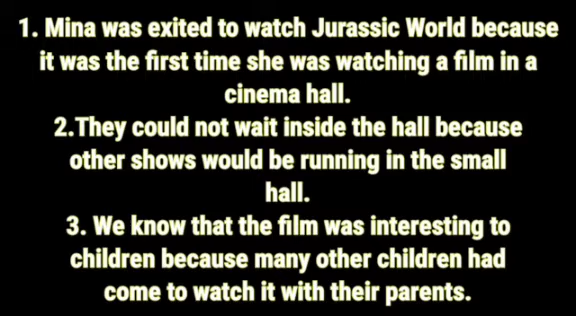 1. Mina was exited to watch Jurassic World because
it was the first time she was watching a film in a
cinema hall.
2.They could not wait inside the hall because
other shows would be running in the small
hall.
3. We know that the film was interesting to
children because many other children had
come to watch it with their parents.